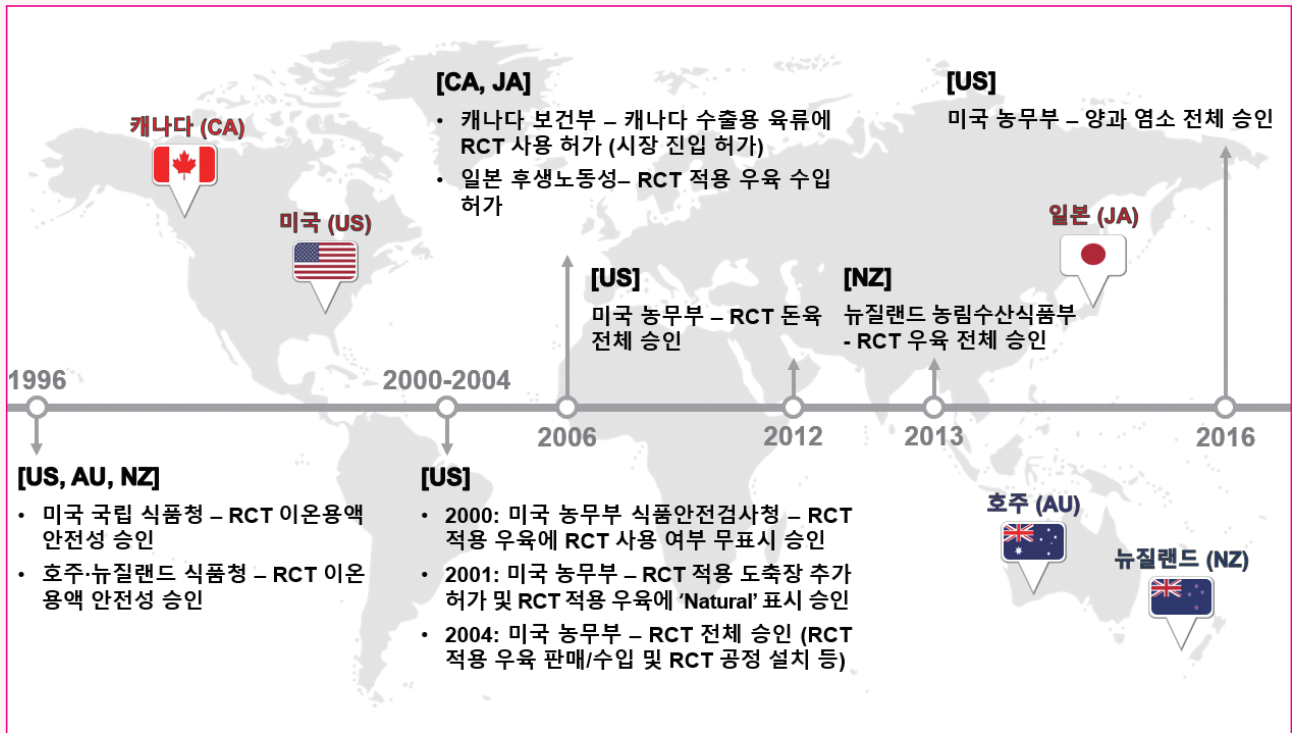 [CA, JA]
• 캐나다 보건부 – 캐나다 수출용 육류에
RCT 사용 허가 (시장 진입 허가)
• 일본 후생노동성– RCT 적용 우육 수입
허가
[US]
미국 농무부 – 양과 염소 전체 승인
캐나다 (CA)
미국 (US)
일본 (JA)
[US]
미국 농무부 – RCT 돈육
전체 승인
[NZ]
뉴질랜드 농림수산식품부
- RCT 우육 전체 승인
1996
2000-2004
2006
2012
2013
2016
[US, AU, NZ]
• 미국 국립 식품청 – RCT 이온용액
안전성 승인
• 호주·뉴질랜드 식품청 – RCT 이온
용액 안전성 승인
[US]
• 2000: 미국 농무부 식품안전검사청 – RCT
적용 우육에 RCT 사용 여부 무표시 승인
• 2001: 미국 농무부 – RCT 적용 도축장 추가
허가 및 RCT 적용 우육에 ‘Natural’ 표시 승인
• 2004: 미국 농무부 – RCT 전체 승인 (RCT
적용 우육 판매/수입 및 RCT 공정 설치 등)
호주 (AU)
뉴질랜드 (NZ)